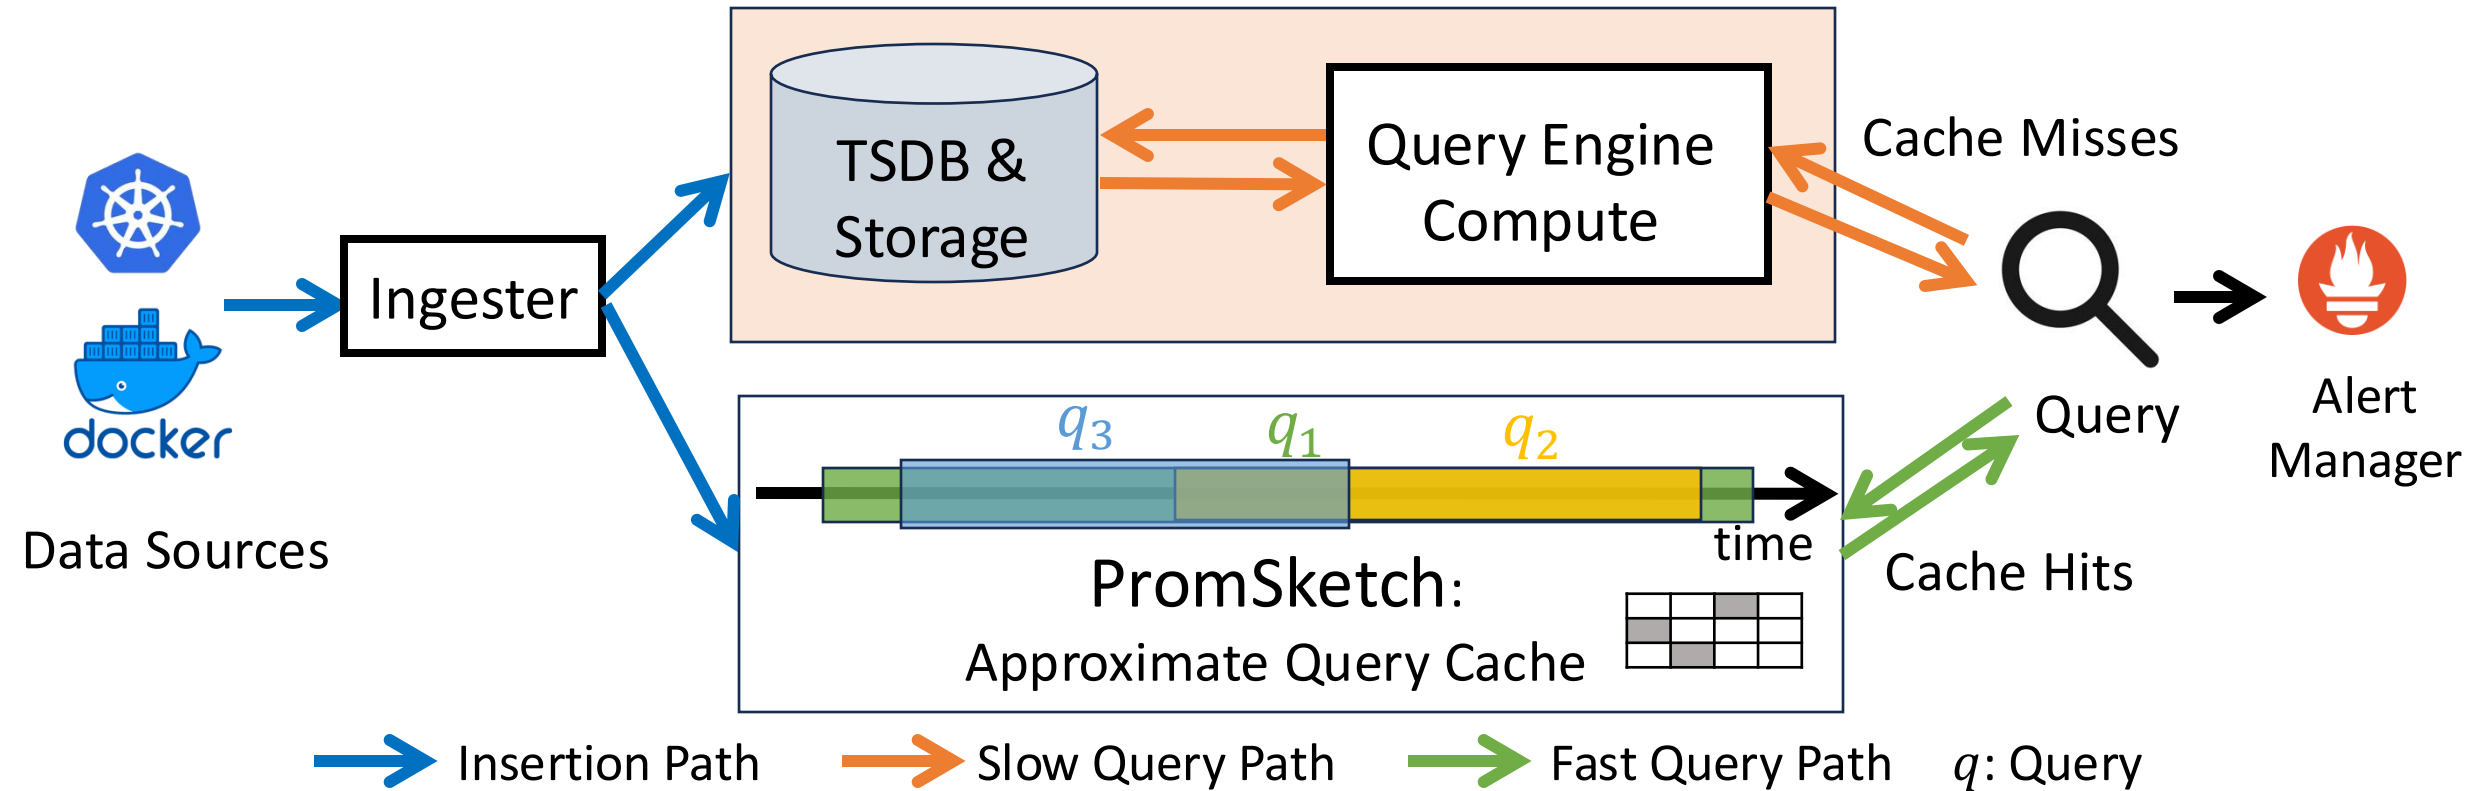 TSDB &
Storage
Query Engine
Compute
Cache Misses
Ingester
docker
Data Sources
Query
Alert
Manager
q₃
q₁
q₂
time
PromSketch:
Approximate Query Cache
Cache Hits
Insertion Path
Slow Query Path
Fast Query Path
q: Query